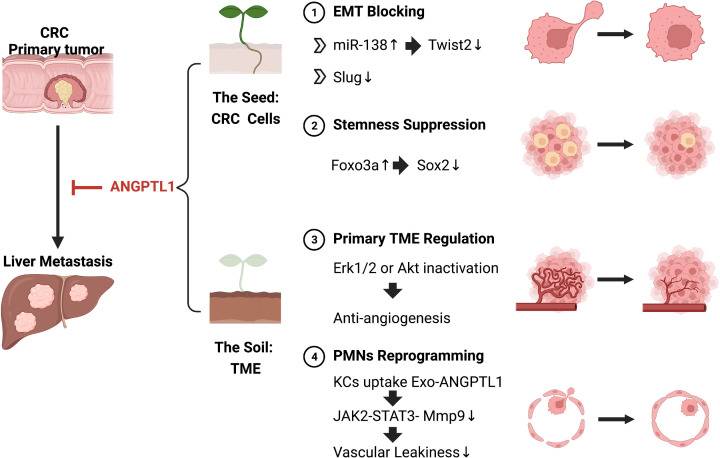 CRC
Primary tumor
ANGPTL1
Liver Metastasis
The Seed:
CRC Cells
The Soil:
TME
1 EMT Blocking
miR-138↑ Twist2↓
Slug↓
2 Stemness Suppression
Foxo3a↑ Sox2↓
3 Primary TME Regulation
Erk1/2 or Akt inactivation
Anti-angiogenesis
4 PMNs Reprogramming
KCs uptake Exo-ANGPTL1
JAK2-STAT3- Mmp9↓
Vascular Leakiness↓